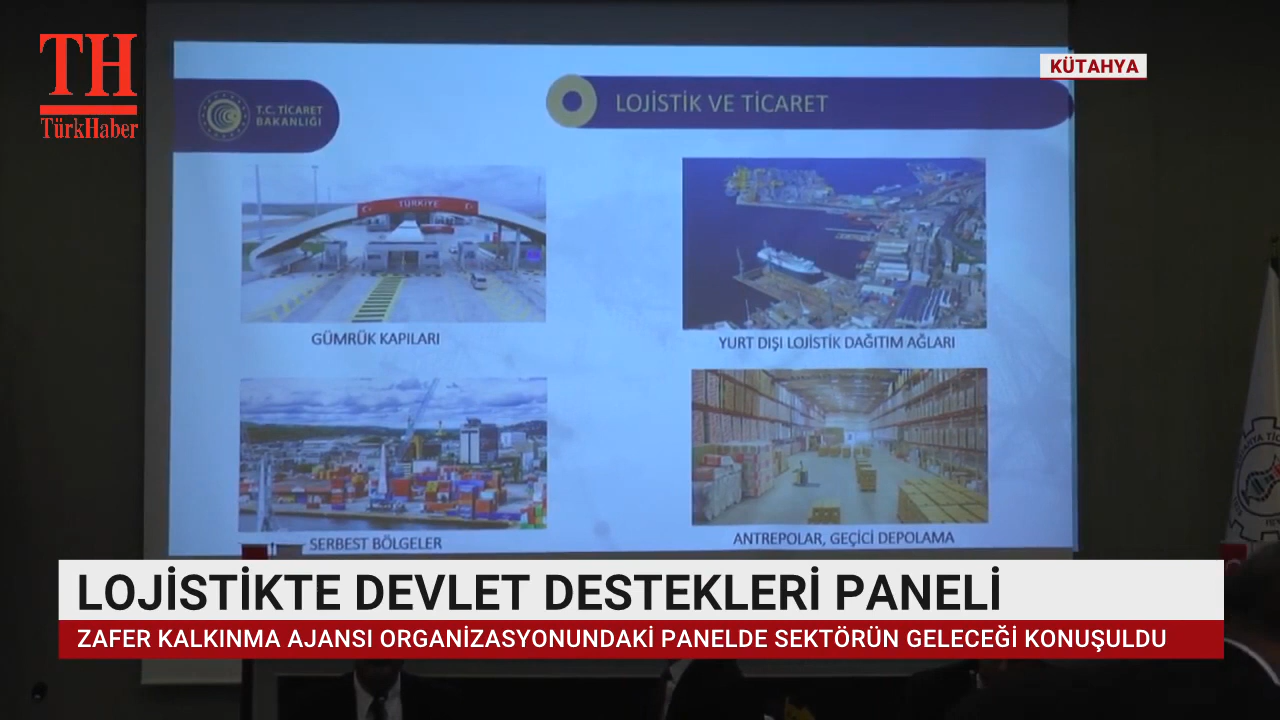 TH
TürkHaber
KÜTAHYA
T.C. TİCARET
BAKANLIĞI
LOJİSTİK VE TİCARET
TÜRKİYE
GÜMRÜK KAPILARI
YURT DIŞI LOJİSTİK DAĞITIM AĞLARI
SERBEST BÖLGELER
ANTREPOLAR, GEÇİCİ DEPOLAMA
LOJİSTİKTE DEVLET DESTEKLERİ PANELİ
ZAFER KALKINMA AJANSI ORGANİZASYONUNDAKİ PANELDE SEKTÖRÜN GELECEĞİ KONUŞULDU